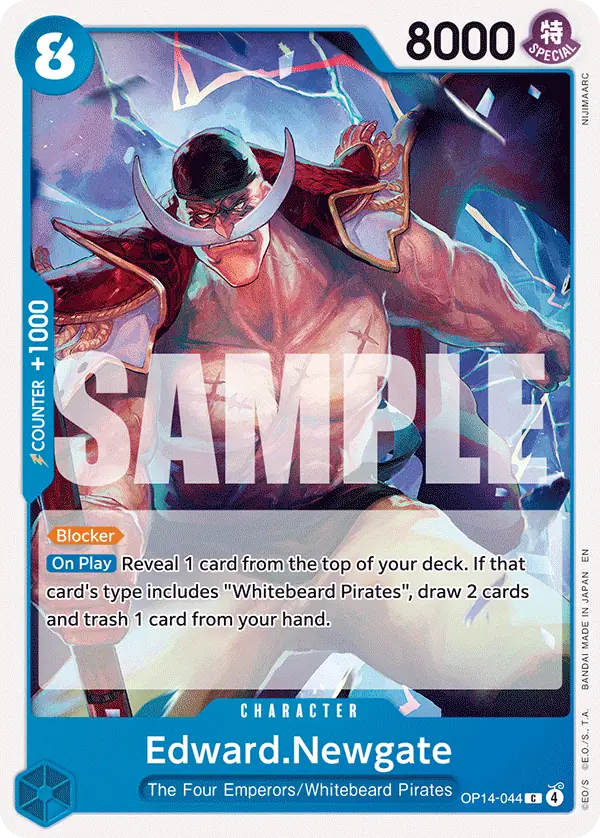 8
8000
特
SPECIAL
NIJIMAARC
COUNTER +1000
SAMPLE
Blocker
On Play Reveal 1 card from the top of your deck. If that
card's type includes "Whitebeard Pirates", draw 2 cards
and trash 1 card from your hand.
CHARACTER
Edward.Newgate
The Four Emperors/Whitebeard Pirates
OP14-044 C 4
©EO/S ©E.O./S., T.A. BANDAI MADE IN JAPAN EN